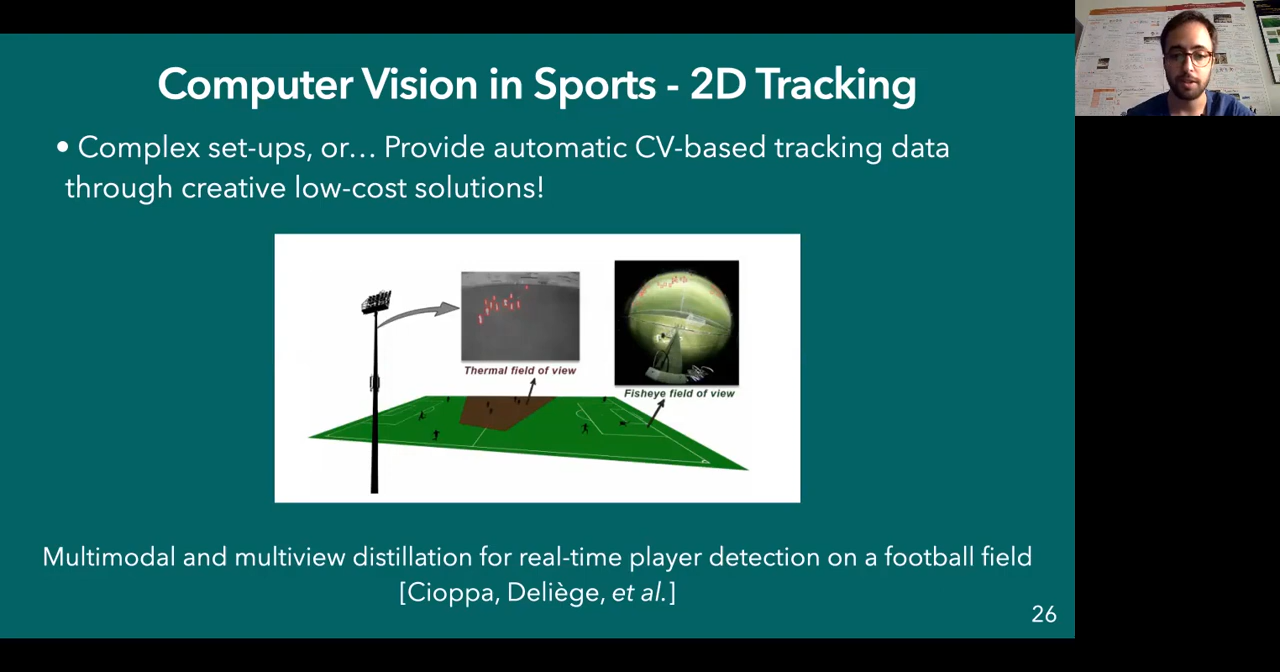 Computer Vision in Sports - 2D Tracking
• Complex set-ups, or… Provide automatic CV-based tracking data
through creative low-cost solutions!
Thermal field of view
Fisheye field of view
Multimodal and multiview distillation for real-time player detection on a football field
[Cioppa, Deliège, et al.]
26